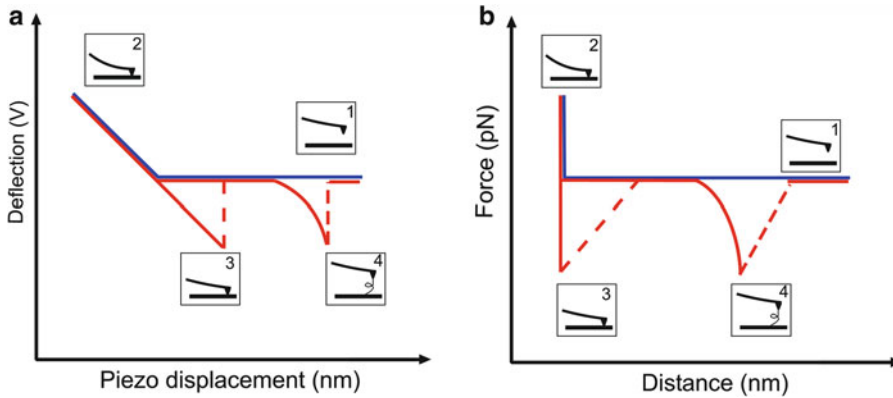 a
Deflection (V)
2
1
3
4
Piezo displacement (nm)
b
Force (pN)
2
1
3
4
Distance (nm)